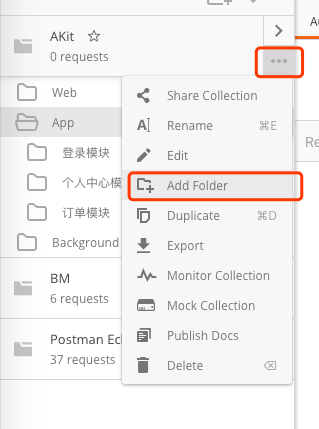 AKit
0 requests
Web
App
登录模块
个人中心模
订单模块
Background
BM
6 requests
Postman Ec
37 requests
Share Collection
Rename ⌘E
Edit
Add Folder
Duplicate ⌘D
Export
Monitor Collection
Mock Collection
Publish Docs
Delete ⌫
Au
Re